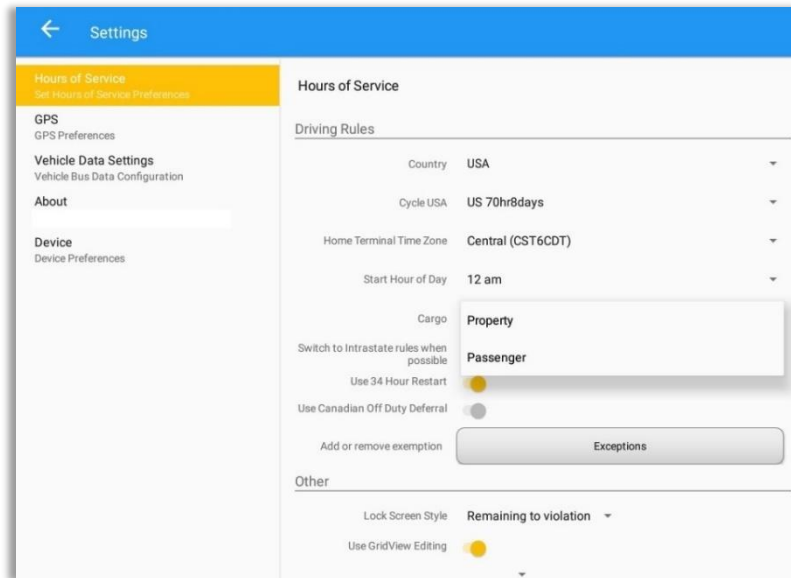 Settings
Hours of Service
Set Hours of Service Preferences
GPS
GPS Preferences
Vehicle Data Settings
Vehicle Bus Data Configuration
About
Device
Device Preferences
Hours of Service
Driving Rules
Country USA
Cycle USA US 70hr8days
Home Terminal Time Zone Central (CST6CDT)
Start Hour of Day 12 am
Cargo Property
Passenger
Switch to Intrastate rules when
possible
Use 34 Hour Restart
Use Canadian Off Duty Deferral
Add or remove exemption Exceptions
Other
Lock Screen Style Remaining to violation
Use GridView Editing